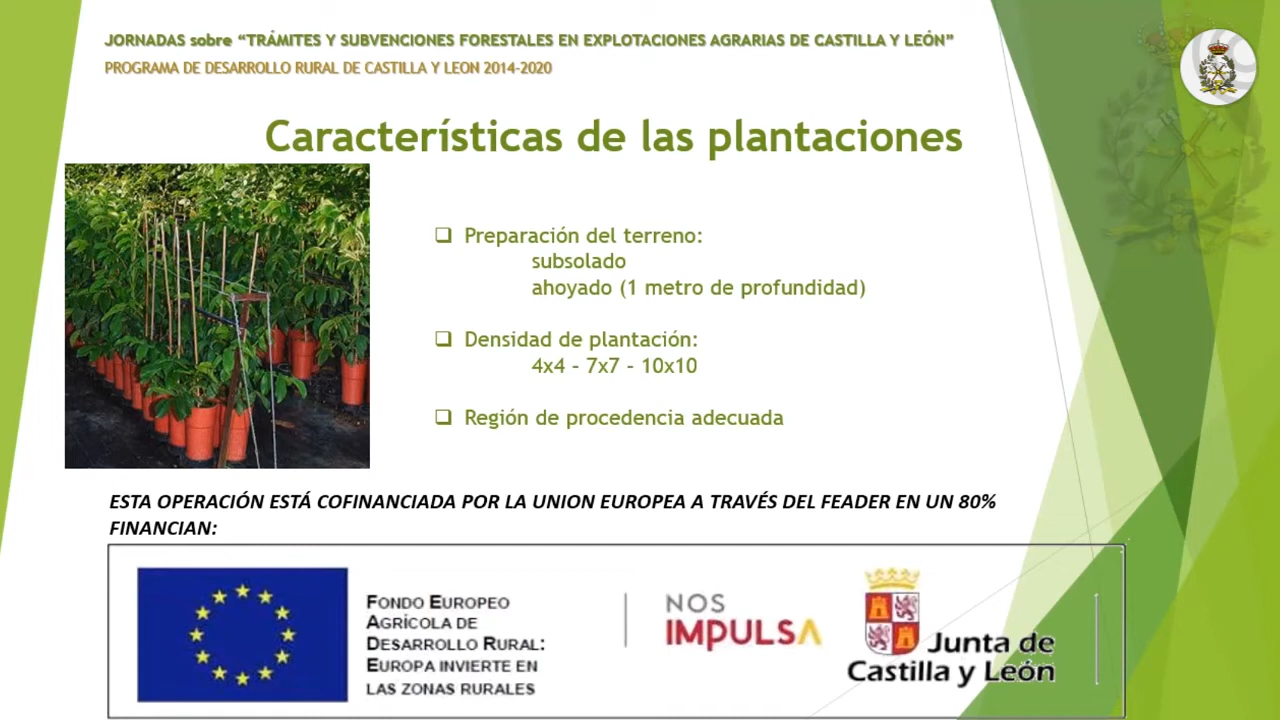 JORNADAS sobre “TRÁMITES Y SUBVENCIONES FORESTALES EN EXPLOTACIONES AGRARIAS DE CASTILLA Y LEÓN”
PROGRAMA DE DESARROLLO RURAL DE CASTILLA Y LEON 2014-2020
Características de las plantaciones
❑ Preparación del terreno:
subsolado
ahoyado (1 metro de profundidad)
❑ Densidad de plantación:
4x4 – 7x7 – 10x10
❑ Región de procedencia adecuada
ESTA OPERACIÓN ESTÁ COFINANCIADA POR LA UNION EUROPEA A TRAVÉS DEL FEADER EN UN 80%
FINANCIAN:
FONDO EUROPEO
AGRÍCOLA DE
DESARROLLO RURAL:
EUROPA INVIERTE EN
LAS ZONAS RURALES
NOS
IMPULSA
Junta de
Castilla y León